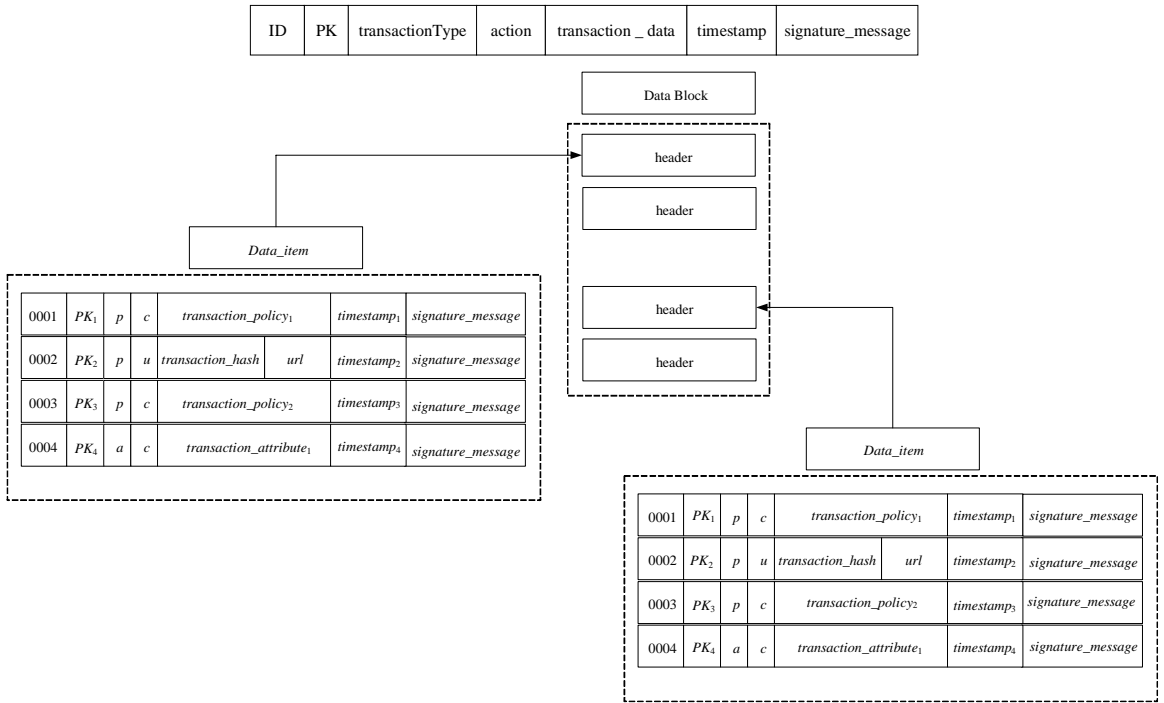 ID PK transactionType action transaction _ data timestamp signature_message
Data Block
header
header
header
header
Data_item
0001 PK₁ p c transaction_policy₁ timestamp₁ signature_message
0002 PK₂ p u transaction_hash url timestamp₂ signature_message
0003 PK₃ p c transaction_policy₂ timestamp₃ signature_message
0004 PK₄ a c transaction_attribute₁ timestamp₄ signature_message
Data_item
0001 PK₁ p c transaction_policy₁ timestamp₁ signature_message
0002 PK₂ p u transaction_hash url timestamp₂ signature_message
0003 PK₃ p c transaction_policy₂ timestamp₃ signature_message
0004 PK₄ a c transaction_attribute₁ timestamp₄ signature_message